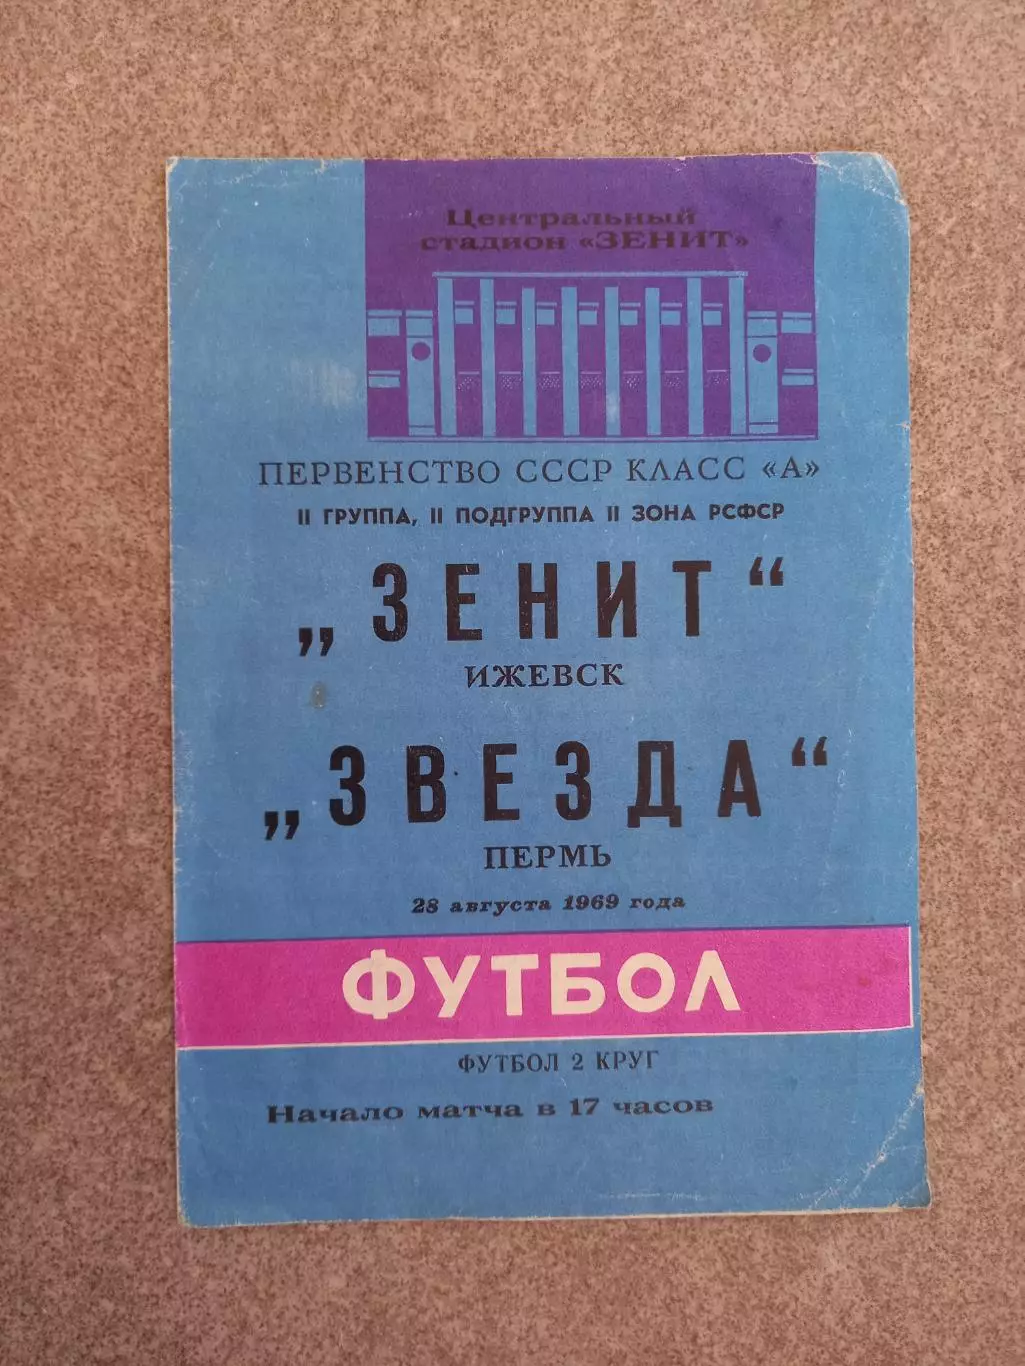 Центральный
стадион «ЗЕНИТ»
ПЕРВЕНСТВО СССР КЛАСС «А»
II ГРУППА, II ПОДГРУППА II ЗОНА РСФСР
„ЗЕНИТ“
ИЖЕВСК
„ЗВЕЗДА“
ПЕРМЬ
28 августа 1969 года
ФУТБОЛ
ФУТБОЛ 2 КРУГ
Начало матча в 17 часов